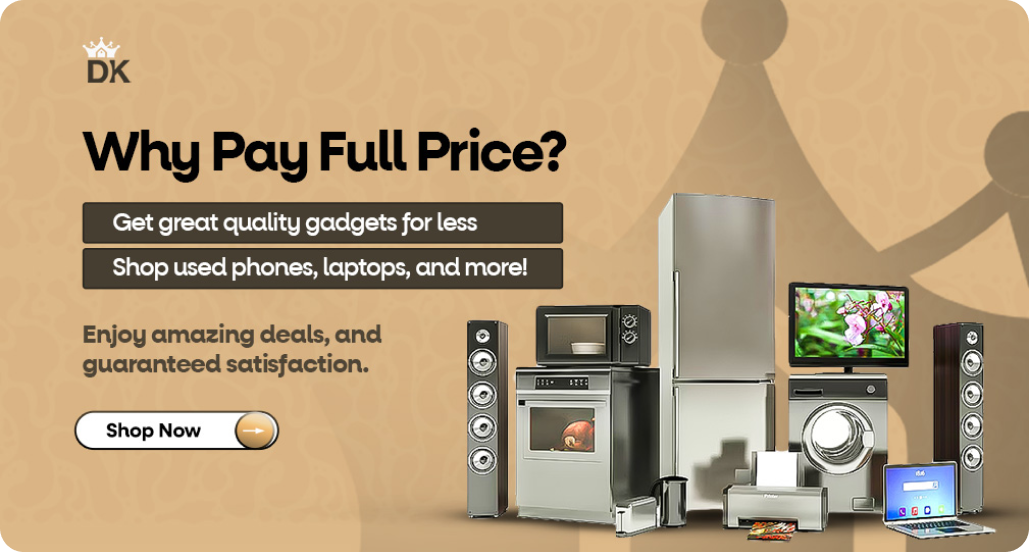 DK
Why Pay Full Price?
Get great quality gadgets for less
Shop used phones, laptops, and more!
Enjoy amazing deals, and
guaranteed satisfaction.
Shop Now